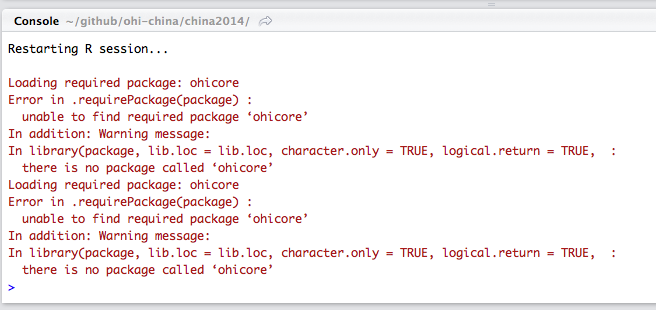 Console ~/github/ohi-china/china2014/
Restarting R session...
Loading required package: ohicore
Error in .requirePackage(package) :
  unable to find required package ‘ohicore’
In addition: Warning message:
In library(package, lib.loc = lib.loc, character.only = TRUE, logical.return = TRUE,  :
  there is no package called ‘ohicore’
Loading required package: ohicore
Error in .requirePackage(package) :
  unable to find required package ‘ohicore’
In addition: Warning message:
In library(package, lib.loc = lib.loc, character.only = TRUE, logical.return = TRUE,  :
  there is no package called ‘ohicore’
>